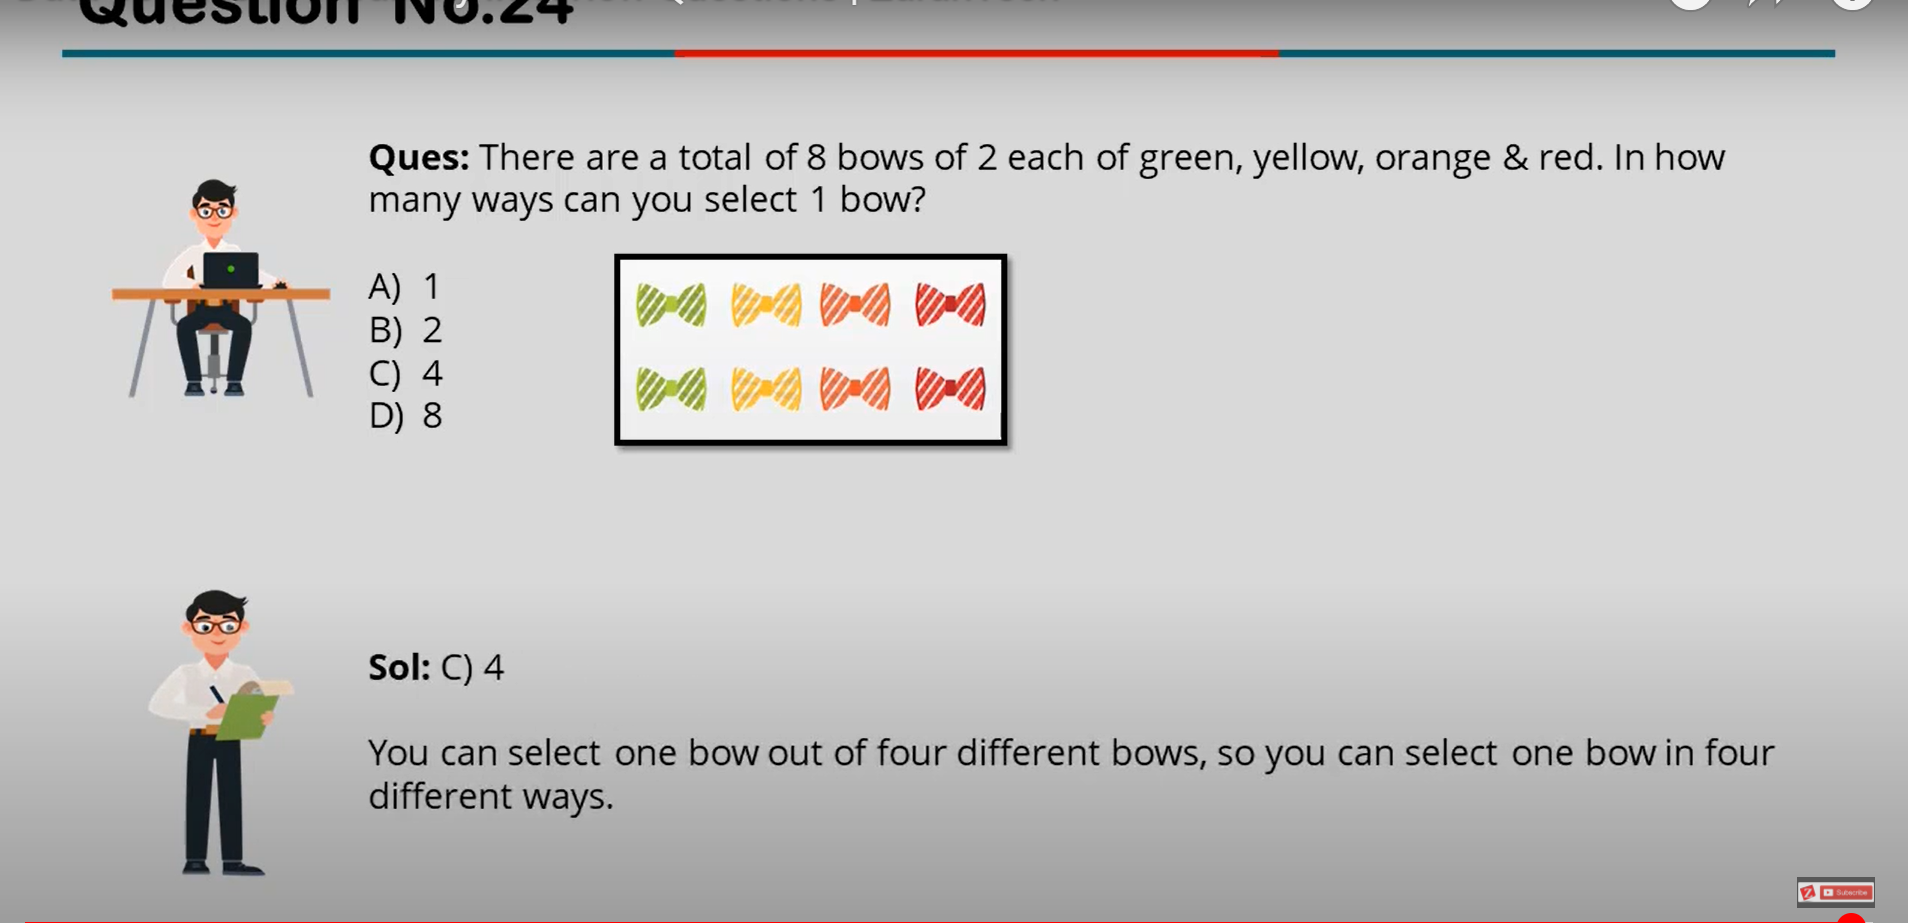 Question No.24
Ques: There are a total of 8 bows of 2 each of green, yellow, orange & red. In how
many ways can you select 1 bow?
A) 1
B) 2
C) 4
D) 8
Sol: C) 4
You can select one bow out of four different bows, so you can select one bow in four
different ways.
Subscribe